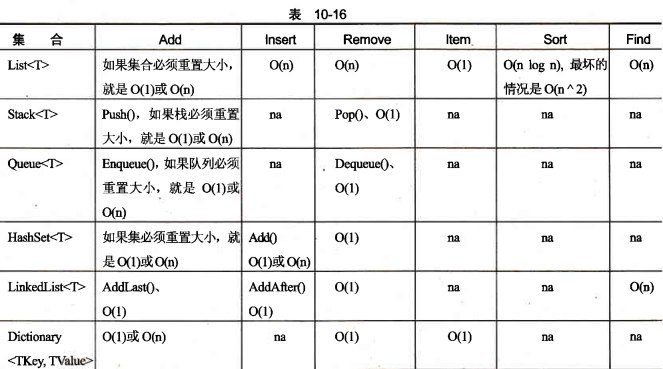 表 10-16
集 合 Add Insert Remove Item Sort Find
List<T> 如果集合必须重置大小， O(n) O(n) O(1) O(n log n), 最坏的 O(n)
就是 O(1)或 O(n) 情况是 O(n ^ 2)
Stack<T> Push()，如果栈必须重置 na Pop()、O(1) na na na
大小，就是 O(1)或 O(n)
Queue<T> Enqueue()，如果队列必须 na Dequeue()、 na na na
重置大小，就是 O(1)或 O(1)
O(n)
HashSet<T> 如果集必须重置大小，就 Add() O(1) na na na
是 O(1)或 O(n) O(1)或 O(n)
LinkedList<T> AddLast()、 AddAfter() O(1) na na O(n)
O(1) O(1)
Dictionary O(1)或 O(n) na O(1) O(1) na na
<TKey, TValue>